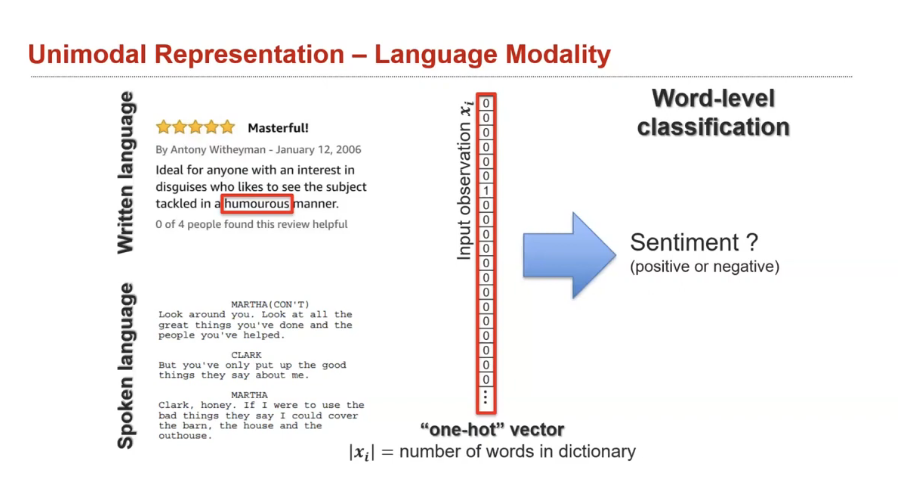 Unimodal Representation – Language Modality
Written language
Masterful!
By Antony Witheyman - January 12, 2006
Ideal for anyone with an interest in
disguises who likes to see the subject
tackled in a humourous manner.
0 of 4 people found this review helpful
Spoken language
MARTHA(CON'T)
Look around you. Look at all the
great things you've done and the
people you've helped.
CLARK
But you've only put up the good
things they say about me.
MARTHA
Clark, honey. If I were to use the
bad things they say I could cover
the barn, the house and the
outhouse.
Input observation xᵢ
0
0
0
0
0
0
1
0
0
0
0
0
0
0
0
0
0
0
0
0
⋮
“one-hot” vector
|xᵢ| = number of words in dictionary
Word-level
classification
Sentiment ?
(positive or negative)